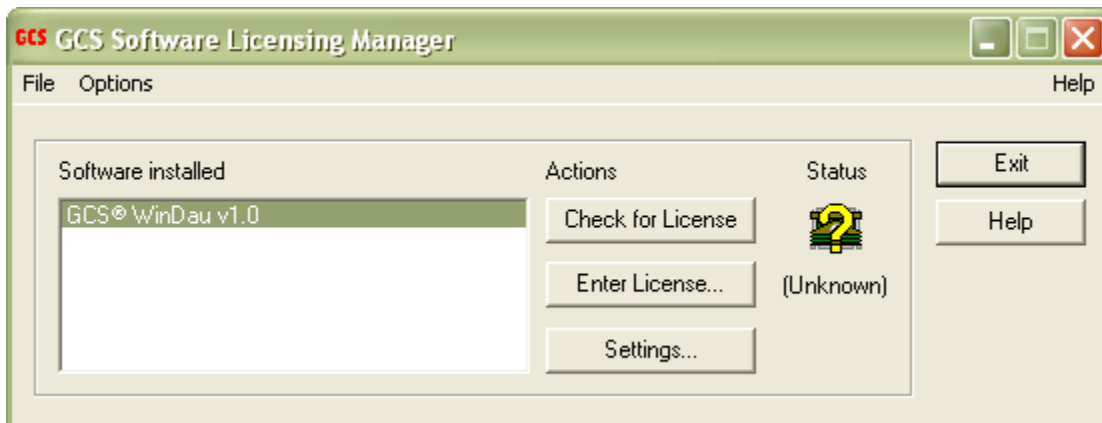 GCS GCS Software Licensing Manager
File Options Help
Software installed Actions Status Exit
GCS® WinDau v1.0 Check for License Help
Enter License... (Unknown)
Settings...